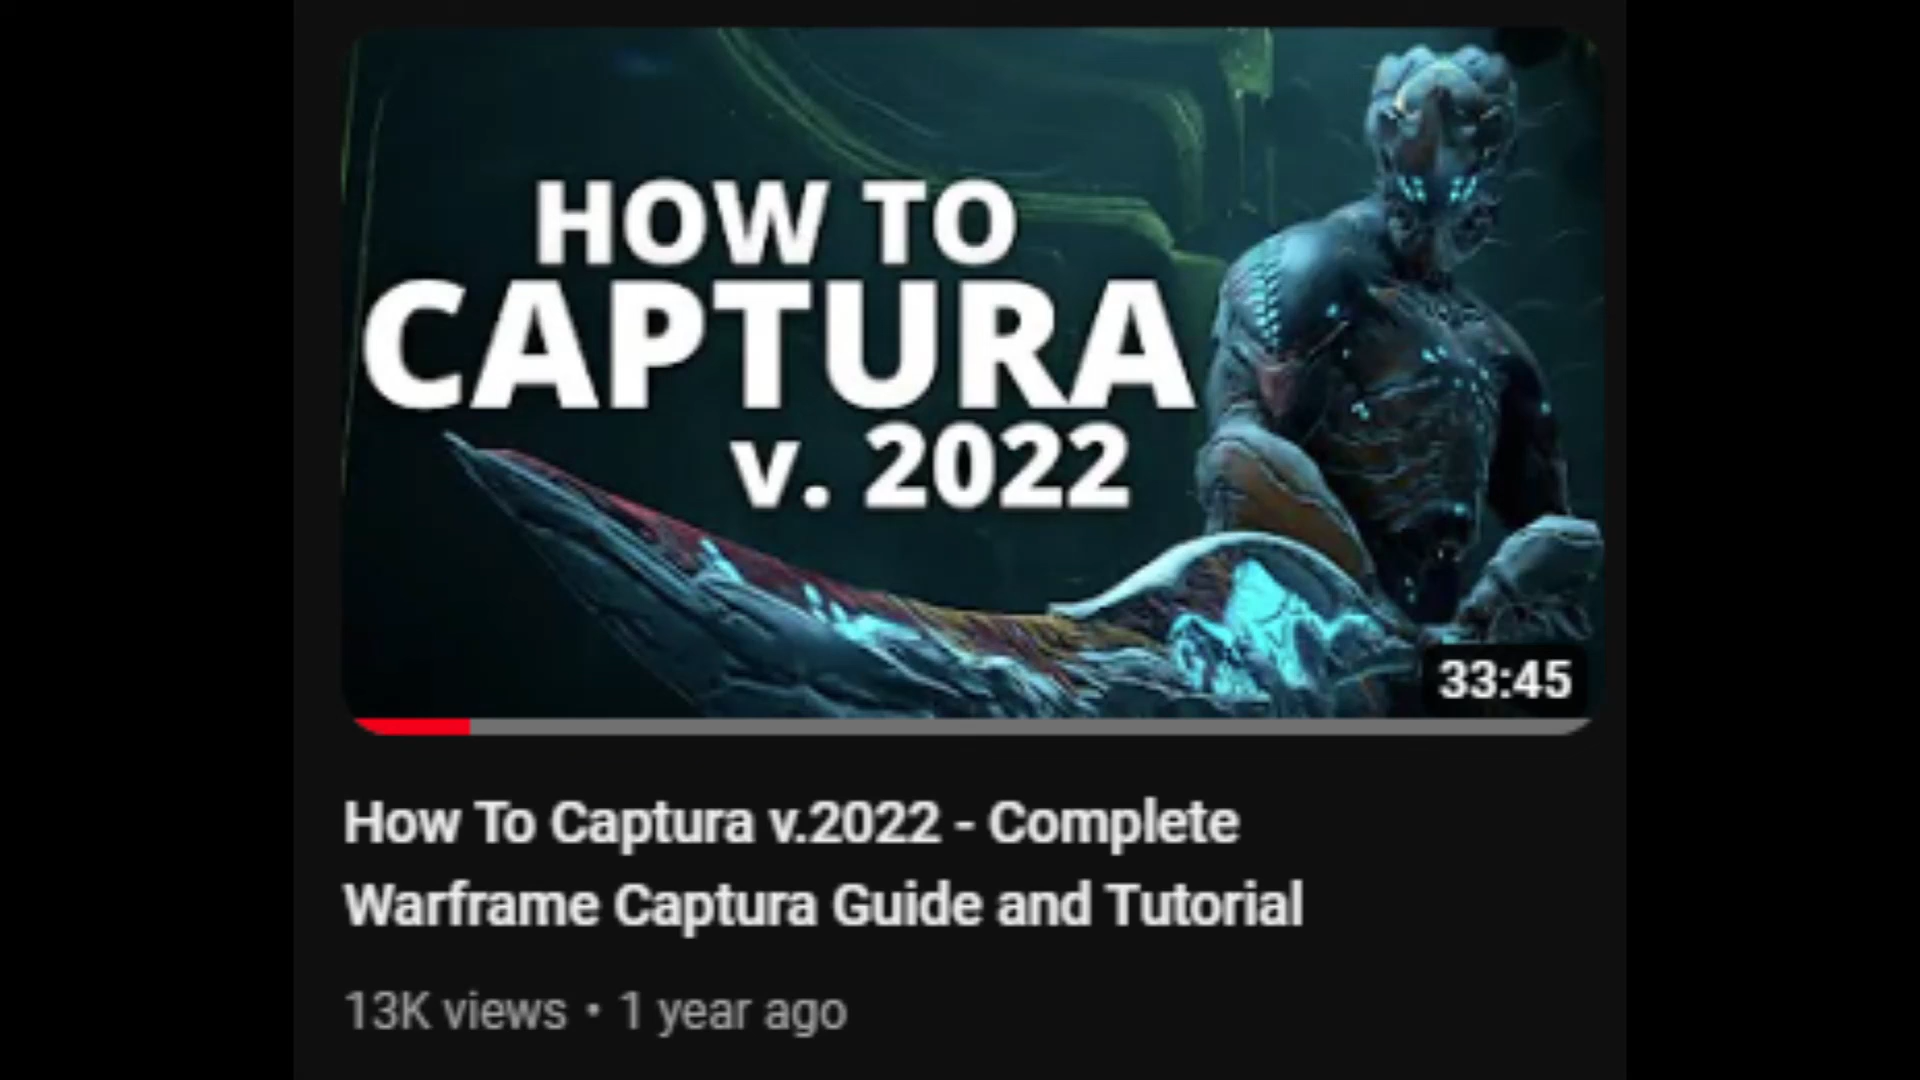 HOW TO
CAPTURA
v. 2022
33:45
How To Captura v.2022 - Complete
Warframe Captura Guide and Tutorial
13K views • 1 year ago